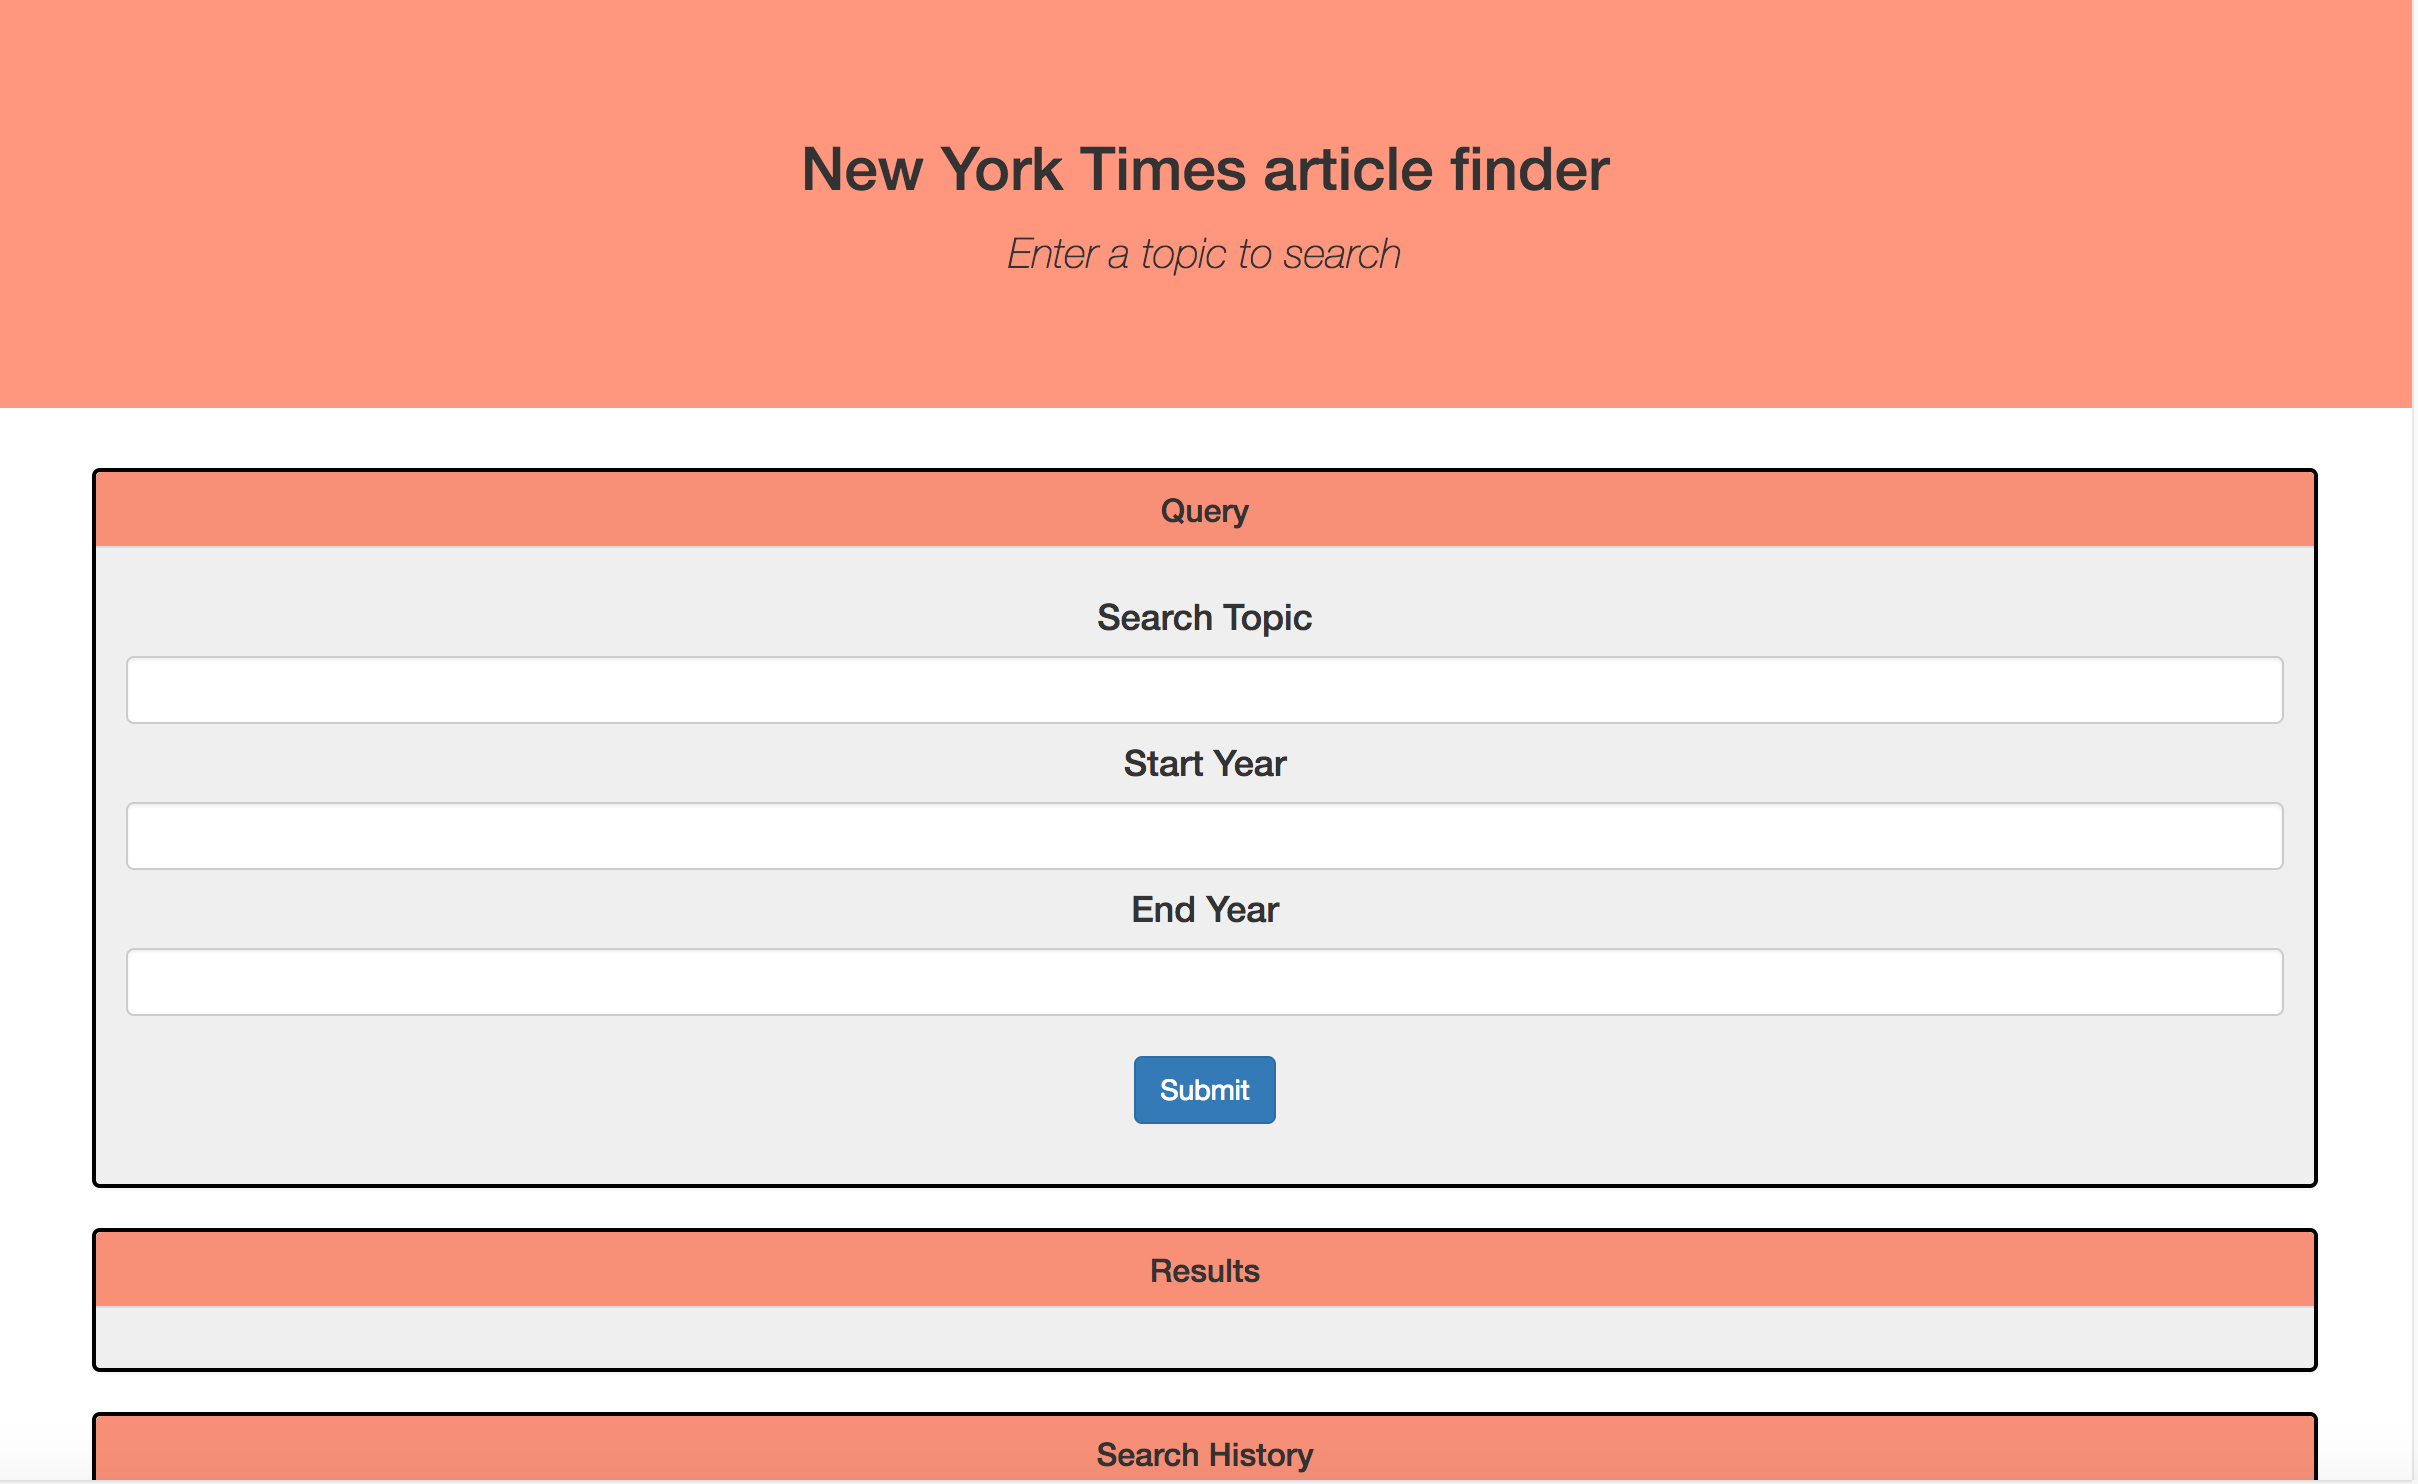 New York Times article finder
Enter a topic to search
Query
Search Topic
Start Year
End Year
Submit
Results
Search History